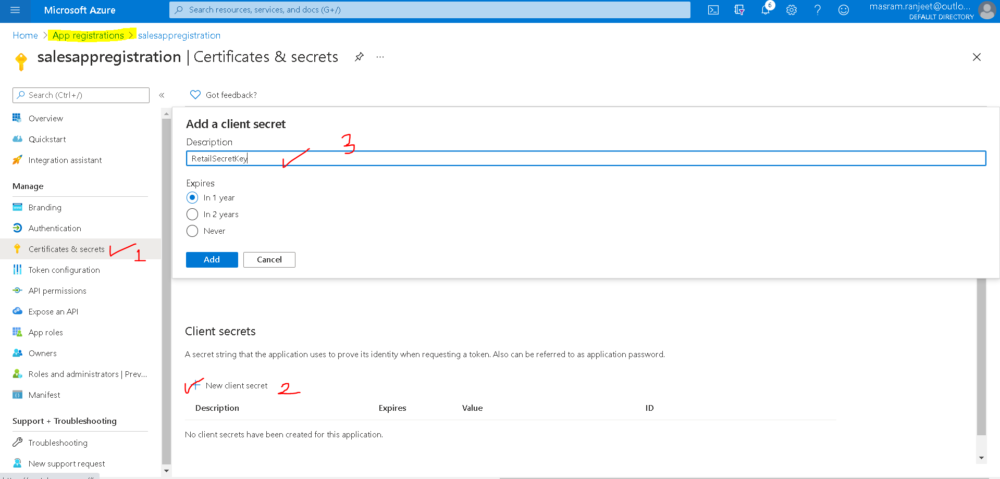 Microsoft Azure
Search resources, services, and docs (G+/)
6
masram.ranjeet@outlo...
DEFAULT DIRECTORY
Home > App registrations > salesappregistration
salesappregistration | Certificates & secrets
...
Search (Ctrl+/)
«
Got feedback?
Overview
Quickstart
Integration assistant
Manage
Branding
Authentication
Certificates & secrets
1
Token configuration
API permissions
Expose an API
App roles
Owners
Roles and administrators | Prev...
Manifest
Support + Troubleshooting
Troubleshooting
New support request
Add a client secret
Description
3
RetailSecretKey
Expires
In 1 year
In 2 years
Never
Add
Cancel
Client secrets
A secret string that the application uses to prove its identity when requesting a token. Also can be referred to as application password.
+ New client secret
2
Description Expires Value ID
No client secrets have been created for this application.